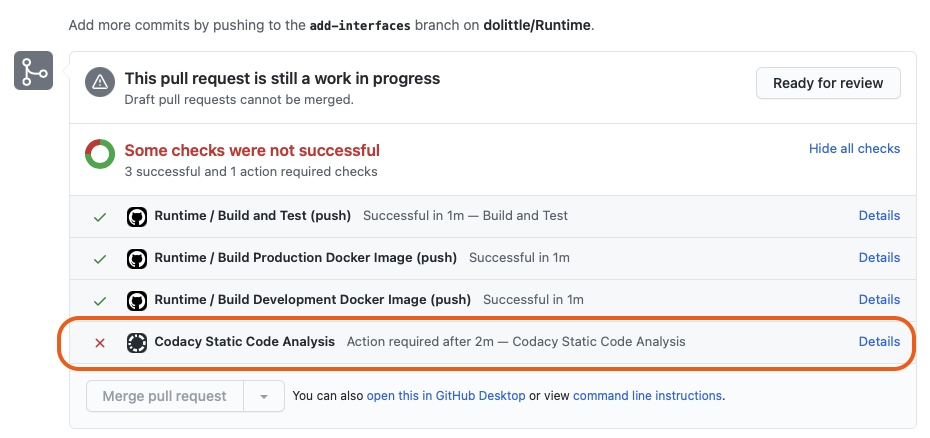 Add more commits by pushing to the add-interfaces branch on dolittle/Runtime.
This pull request is still a work in progress
Draft pull requests cannot be merged.
Ready for review
Some checks were not successful
3 successful and 1 action required checks
Hide all checks
Runtime / Build and Test (push) Successful in 1m — Build and Test Details
Runtime / Build Production Docker Image (push) Successful in 1m Details
Runtime / Build Development Docker Image (push) Successful in 1m Details
Codacy Static Code Analysis Action required after 2m — Codacy Static Code Analysis Details
Merge pull request You can also open this in GitHub Desktop or view command line instructions.